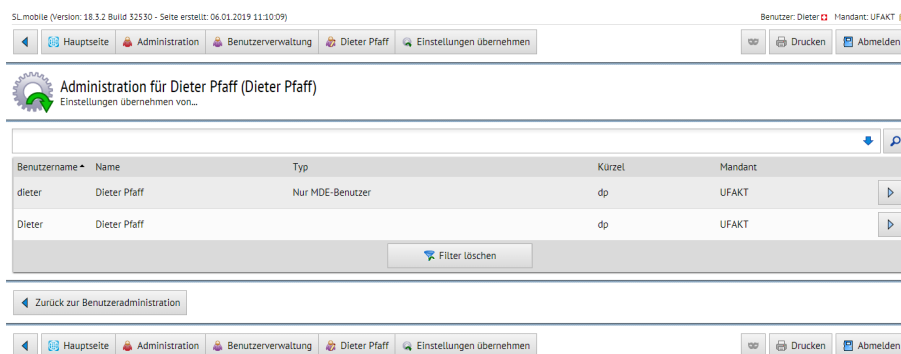 SL.mobile (Version: 18.3.2 Build 32530 - Seite erstellt: 06.01.2019 11:10:09) Benutzer: Dieter Mandant: UFAKT
Hauptseite Administration Benutzerverwaltung Dieter Pfaff Einstellungen übernehmen Drucken Abmelden
Administration für Dieter Pfaff (Dieter Pfaff)
Einstellungen übernehmen von...
Benutzername Name Typ Kürzel Mandant
dieter Dieter Pfaff Nur MDE-Benutzer dp UFAKT
Dieter Dieter Pfaff dp UFAKT
Filter löschen
Zurück zur Benutzeradministration
Hauptseite Administration Benutzerverwaltung Dieter Pfaff Einstellungen übernehmen Drucken Abmelden